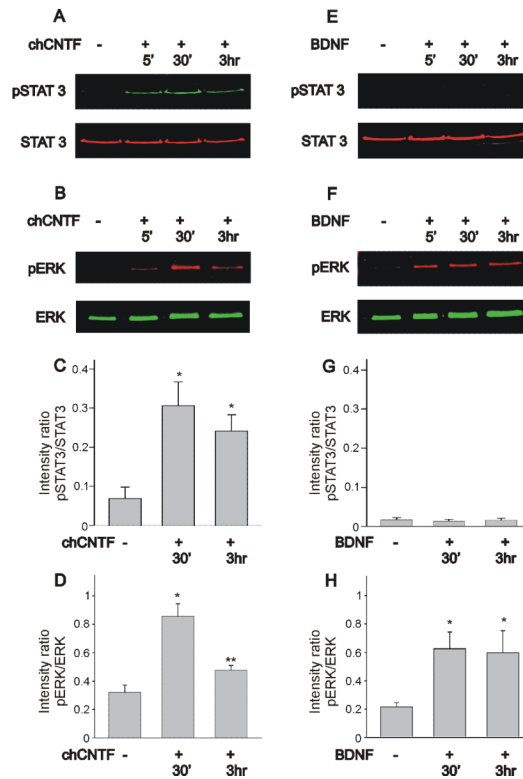 A
chCNTF - + + +
5' 30' 3hr
pSTAT 3
STAT 3
B
chCNTF - + + +
5' 30' 3hr
pERK
ERK
C
Intensity ratio
pSTAT3/STAT3
0.4
0.3
0.2
0.1
0
* *
chCNTF - + +
30' 3hr
D
Intensity ratio
pERK/ERK
1
0.8
0.6
0.4
0.2
0
* **
chCNTF - + +
30' 3hr
E
BDNF - + + +
5' 30' 3hr
pSTAT 3
STAT 3
F
BDNF - + + +
5' 30' 3hr
pERK
ERK
G
Intensity ratio
pSTAT3/STAT3
0.4
0.2
0
BDNF - + +
30' 3hr
H
Intensity ratio
pERK/ERK
1
0.8
0.6
0.4
0.2
0
* *
BDNF - + +
30' 3hr